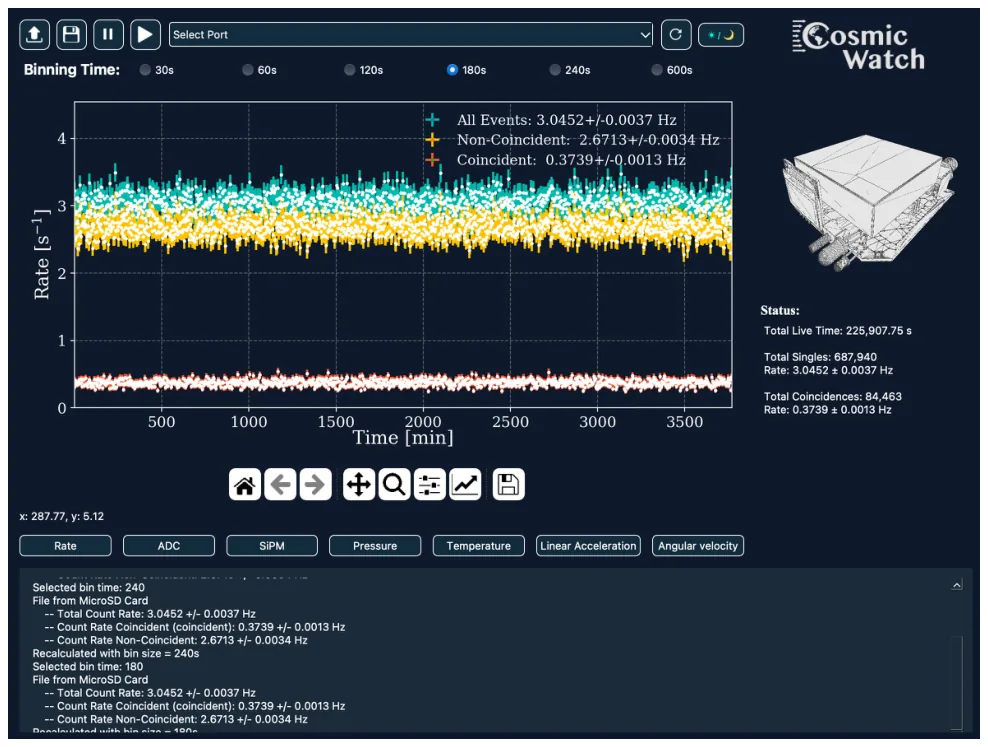 Select Port
Cosmic
Watch
Binning Time: 30s 60s 120s 180s 240s 600s
All Events: 3.0452+/-0.0037 Hz
Non-Coincident:  2.6713+/-0.0034 Hz
Coincident:  0.3739+/-0.0013 Hz
Rate [s⁻¹]
4
3
2
1
0
500 1000 1500 2000 2500 3000 3500
Time [min]
Status:
Total Live Time: 225,907.75 s
Total Singles: 687,940
Rate: 3.0452 ± 0.0037 Hz
Total Coincidences: 84,463
Rate: 0.3739 ± 0.0013 Hz
x: 287.77, y: 5.12
Rate ADC SiPM Pressure Temperature Linear Acceleration Angular velocity
Selected bin time: 240
File from MicroSD Card
-- Total Count Rate: 3.0452 +/- 0.0037 Hz
-- Count Rate Coincident (coincident): 0.3739 +/- 0.0013 Hz
-- Count Rate Non-Coincident: 2.6713 +/- 0.0034 Hz
Recalculated with bin size = 240s
Selected bin time: 180
File from MicroSD Card
-- Total Count Rate: 3.0452 +/- 0.0037 Hz
-- Count Rate Coincident (coincident): 0.3739 +/- 0.0013 Hz
-- Count Rate Non-Coincident: 2.6713 +/- 0.0034 Hz
Recalculated with bin size = 180s